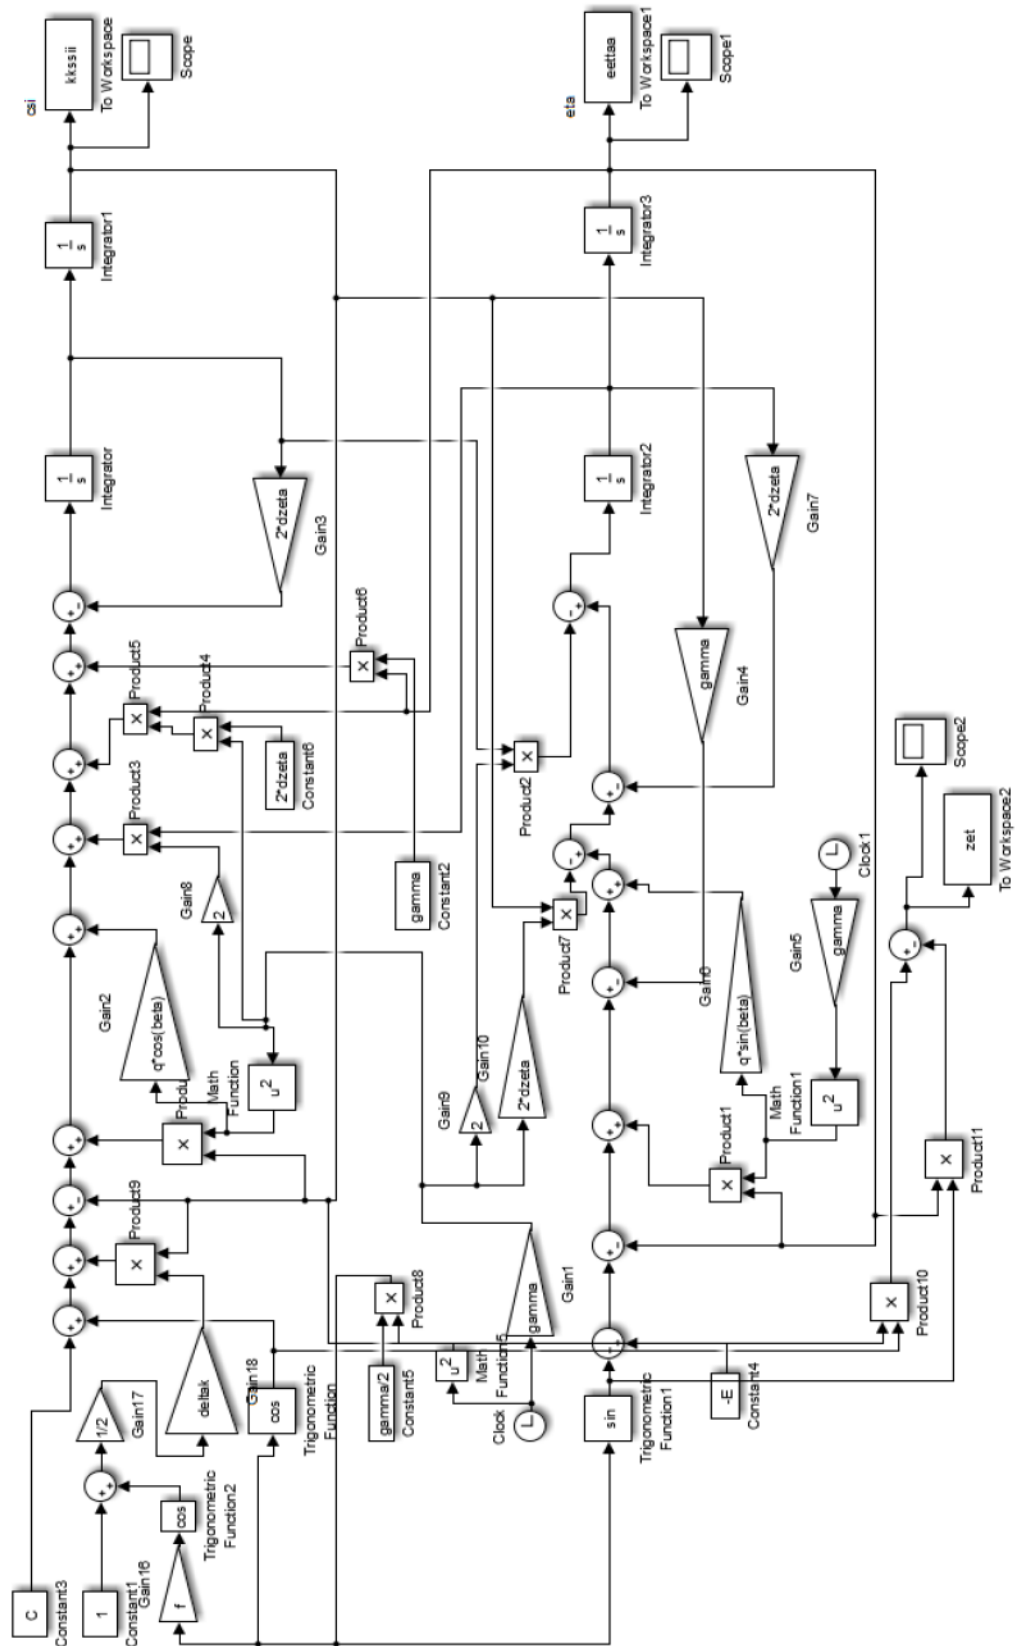 C
Constant3
1
Constant1
Gain16
f
cos
Trigonometric
Function2
+
+
1/2
Gain17
deltak
Gain18
cos
Trigonometric
Function
+
+
+
+
×
Product9
+
-
+
+
×
Produ
Math
Function
u²
q*cos(beta)
Gain2
+
+
2
Gain8
+
+
×
Product3
+
+
×
Product5
×
Product4
2*dzeta
Constant6
+
+
×
Product6
gamma
Constant2
+
-
2*dzeta
Gain3
1
s
Integrator
1
s
Integrator1
csi
kkssii
To Workspace
Scope
gamma/2
Constant5
×
Product8
u²
Math
Function5
Clock
gamma
Gain1
2
Gain9
2*dzeta
Gain10
×
Product2
×
Product7
sin
Trigonometric
Function1
-E
Constant4
+
-
×
Product1
+
+
Math
Function1
u²
q*sin(beta)
Gain6
+
-
+
+
-
+
+
-
-
+
gamma
Gain4
gamma
Gain5
Clock1
2*dzeta
Gain7
1
s
Integrator2
1
s
Integrator3
eta
eettaa
To Workspace1
Scope1
×
Product10
×
Product11
+
-
zet
To Workspace2
Scope2